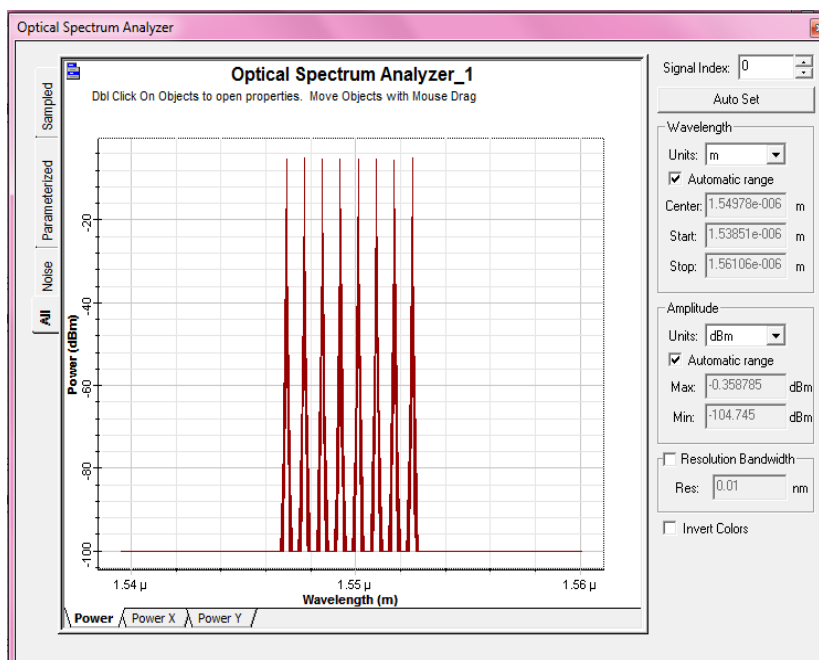 Optical Spectrum Analyzer
Optical Spectrum Analyzer_1
Dbl Click On Objects to open properties. Move Objects with Mouse Drag
Sampled
Parameterized
Noise
All
Power (dBm)
-20
-40
-60
-80
-100
1.54 µ
1.55 µ
1.56 µ
Wavelength (m)
Power
Power X
Power Y
Signal Index: 0
Auto Set
Wavelength
Units: m
Automatic range
Center: 1.54978e-006 m
Start: 1.53851e-006 m
Stop: 1.56106e-006 m
Amplitude
Units: dBm
Automatic range
Max: -0.358785 dBm
Min: -104.745 dBm
Resolution Bandwidth
Res: 0.01 nm
Invert Colors